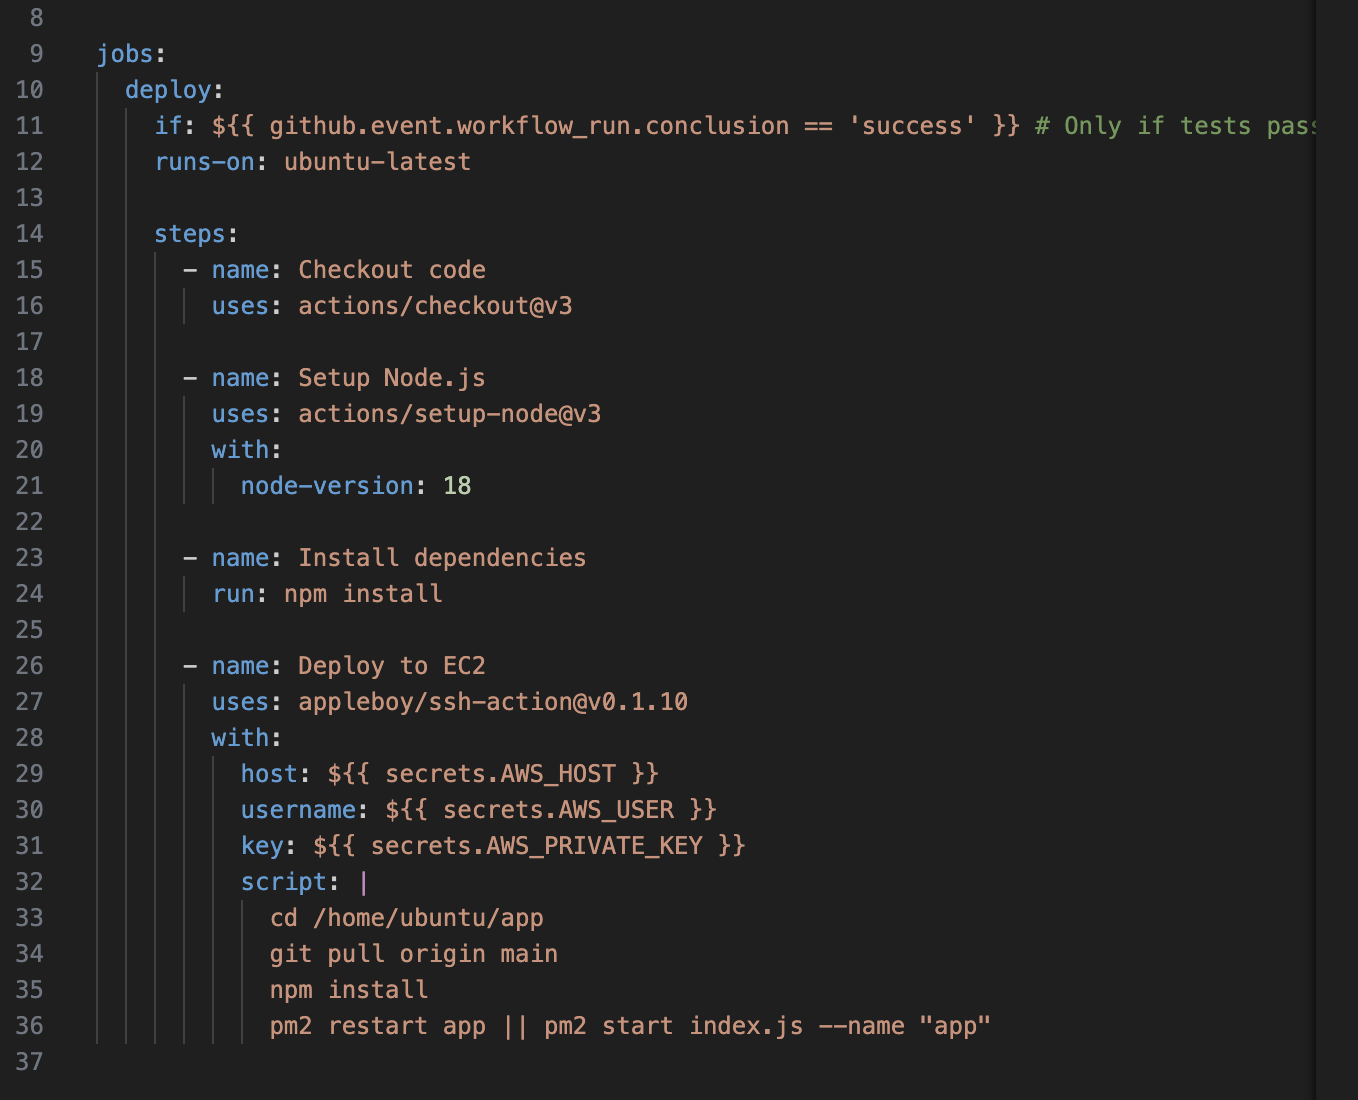 8
9 jobs:
10 deploy:
11 if: ${{ github.event.workflow_run.conclusion == 'success' }} # Only if tests pass
12 runs-on: ubuntu-latest
13
14 steps:
15 - name: Checkout code
16 uses: actions/checkout@v3
17
18 - name: Setup Node.js
19 uses: actions/setup-node@v3
20 with:
21 node-version: 18
22
23 - name: Install dependencies
24 run: npm install
25
26 - name: Deploy to EC2
27 uses: appleboy/ssh-action@v0.1.10
28 with:
29 host: ${{ secrets.AWS_HOST }}
30 username: ${{ secrets.AWS_USER }}
31 key: ${{ secrets.AWS_PRIVATE_KEY }}
32 script: |
33 cd /home/ubuntu/app
34 git pull origin main
35 npm install
36 pm2 restart app || pm2 start index.js --name "app"
37